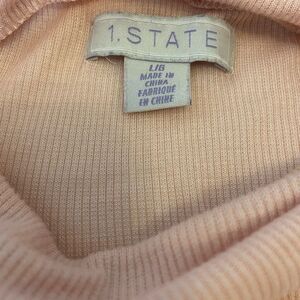 1. STATE
L/G
MADE IN
CHINA
FABRIQUÉ
EN CHINE